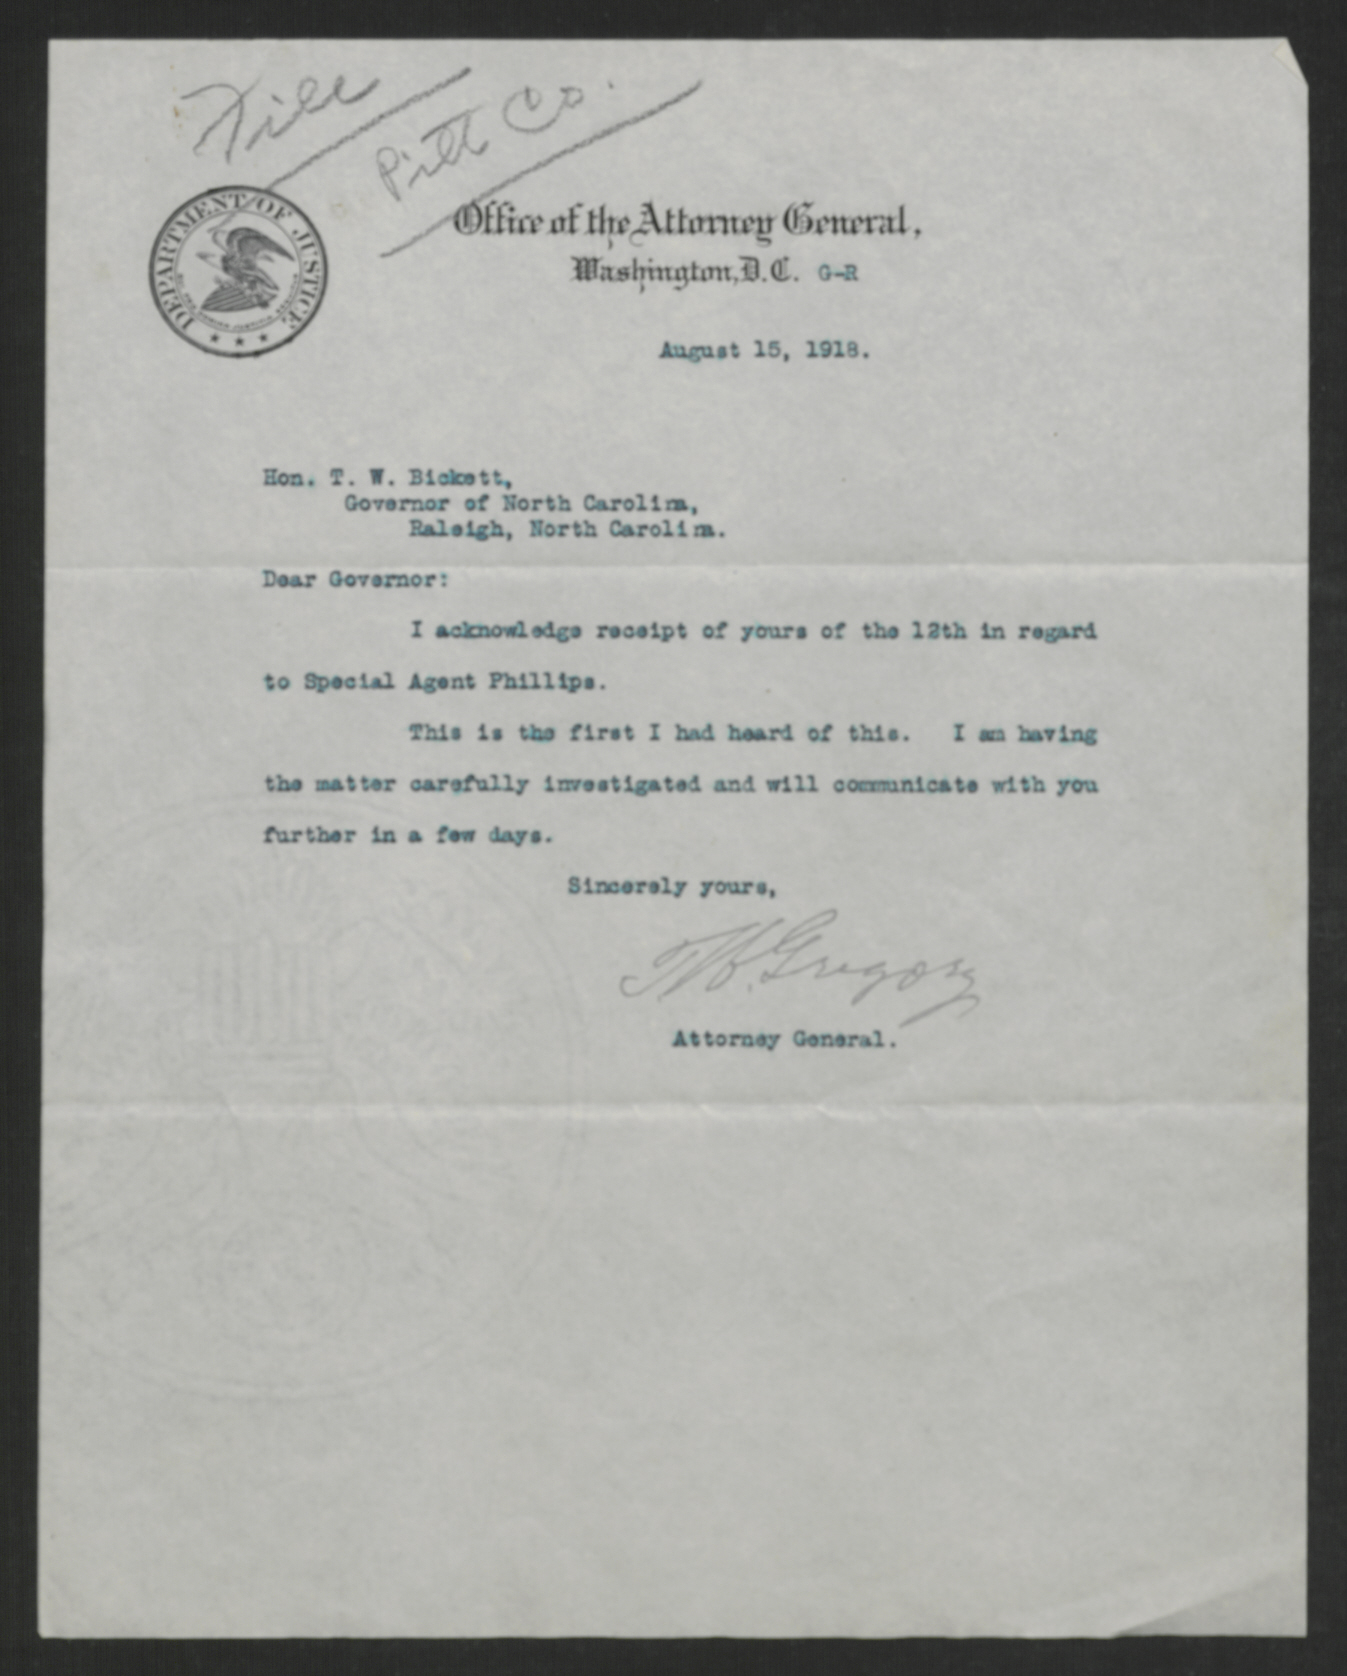 File
Pitt Co.
DEPARTMENT OF JUSTICE
Office of the Attorney General,
Washington, D.C. G-R
August 15, 1918.
Hon. T. W. Bickett,
Governor of North Carolina,
Raleigh, North Carolina.
Dear Governor:
I acknowledge receipt of yours of the 12th in regard
to Special Agent Phillips.
This is the first I had heard of this. I am having
the matter carefully investigated and will communicate with you
further in a few days.
Sincerely yours,
T.W. Gregory
Attorney General.